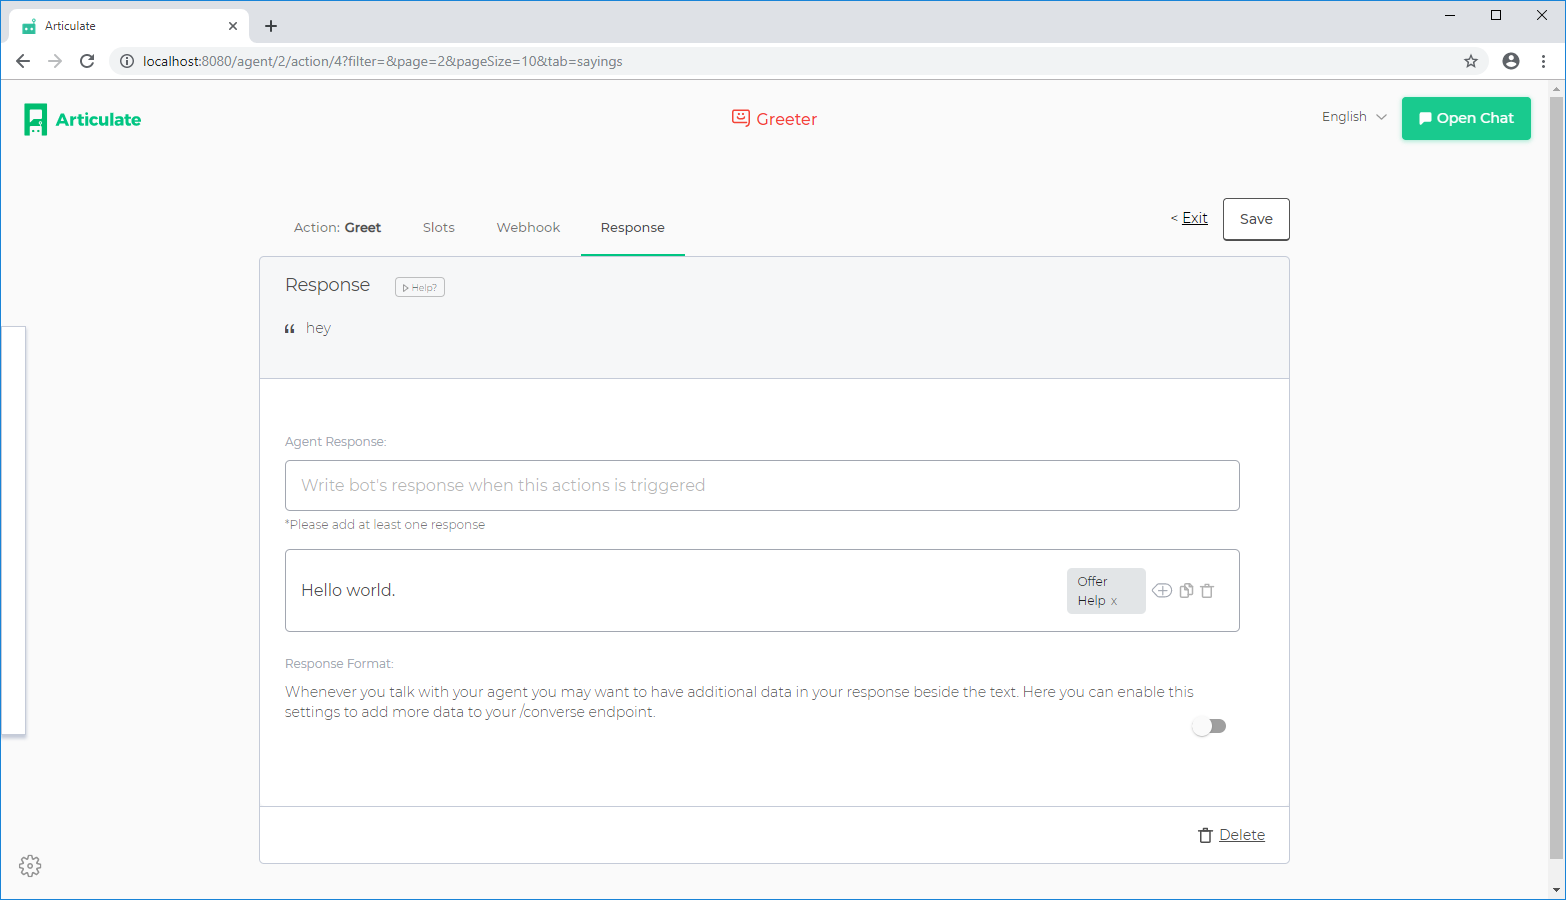 Articulate
localhost:8080/agent/2/action/4?filter=&page=2&pageSize=10&tab=sayings
Articulate
Greeter
English
Open Chat
Action: Greet
Slots
Webhook
Response
< Exit
Save
Response
Help?
“ hey
Agent Response:
Write bot's response when this actions is triggered
*Please add at least one response
Hello world.
Offer
Help x
Response Format:
Whenever you talk with your agent you may want to have additional data in your response beside the text. Here you can enable this
settings to add more data to your /converse endpoint.
Delete